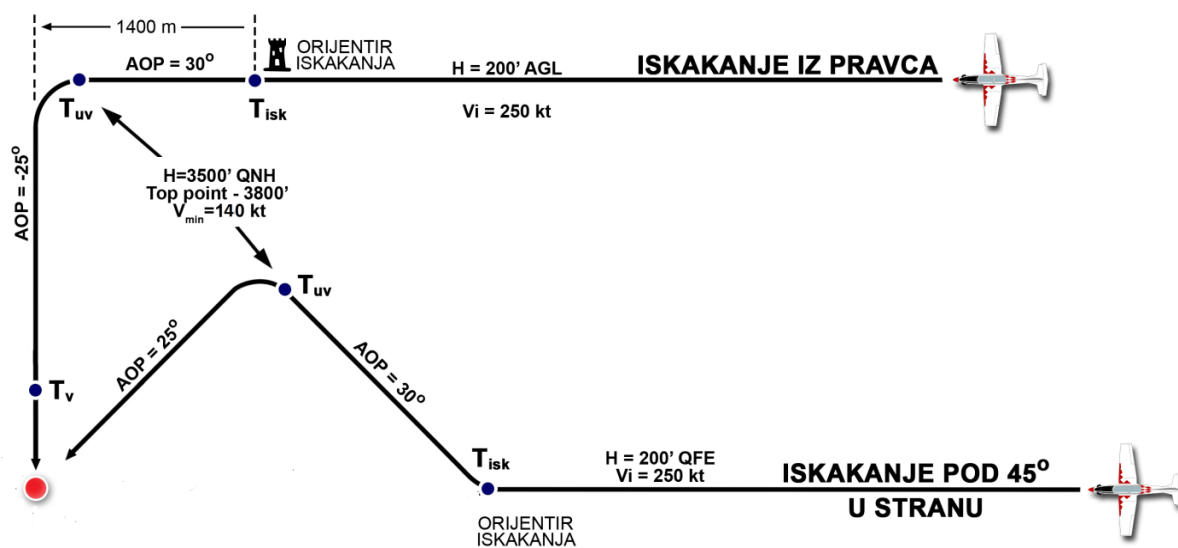 1400 m
ORIJENTIR
ISKAKANJA
AOP = 30°
H = 200' AGL
ISKAKANJE IZ PRAVCA
Tuv
Tisk
Vi = 250 kt
AOP = -25°
H=3500' QNH
Top point - 3800'
Vmin=140 kt
Tuv
AOP = 25°
AOP = 30°
Tv
Tisk
H = 200' QFE
Vi = 250 kt
ISKAKANJE POD 45°
U STRANU
ORIJENTIR
ISKAKANJA